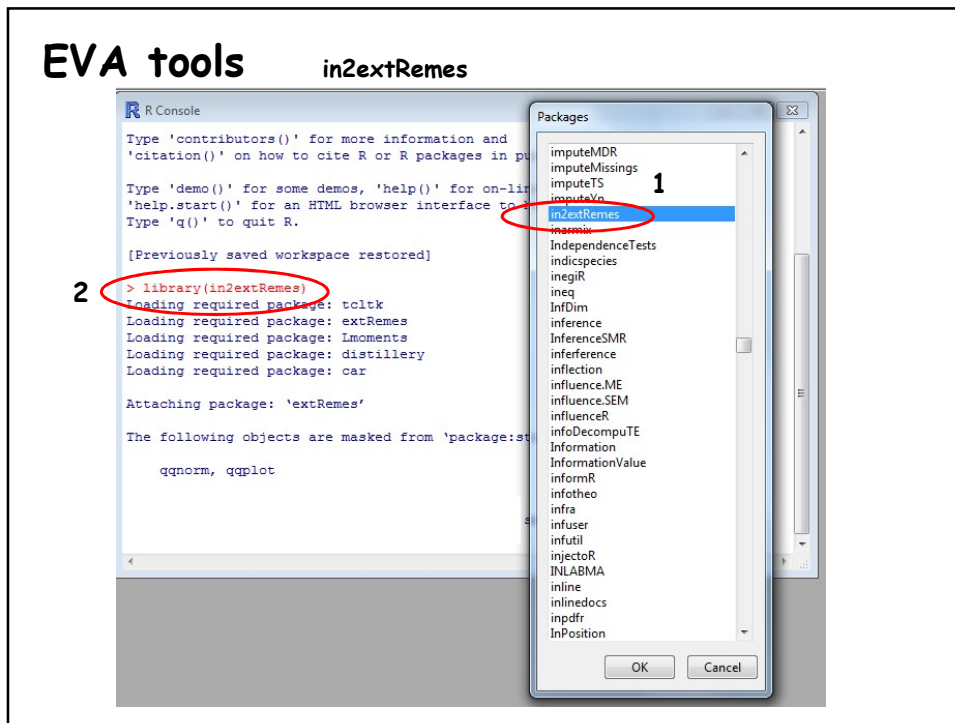 EVA tools in2extRemes
R Console
Type 'contributors()' for more information and
'citation()' on how to cite R or R packages in pu
Type 'demo()' for some demos, 'help()' for on-lin
'help.start()' for an HTML browser interface to h
Type 'q()' to quit R.
[Previously saved workspace restored]
2
> library(in2extRemes)
Loading required package: tcltk
Loading required package: extRemes
Loading required package: Lmoments
Loading required package: distillery
Loading required package: car
Attaching package: ‘extRemes’
The following objects are masked from ‘package:st
qqnorm, qqplot
Packages
1
imputeMDR
imputeMissings
imputeTS
imputeYn
in2extRemes
inarmix
IndependenceTests
indicspecies
inegiR
ineq
InfDim
inference
InferenceSMR
inferference
inflection
influence.ME
influence.SEM
influenceR
infoDecompuTE
Information
InformationValue
informR
infotheo
infra
infuser
infutil
injectoR
INLABMA
inline
inlinedocs
inpdfr
InPosition
OK Cancel